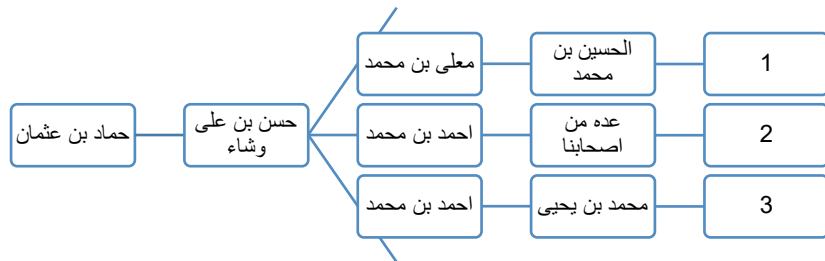 معلى بن محمد
الحسين بن
محمد
1
حماد بن عثمان
حسن بن على
وشاء
احمد بن محمد
عده من
اصحابنا
2
احمد بن محمد
محمد بن يحيى
3